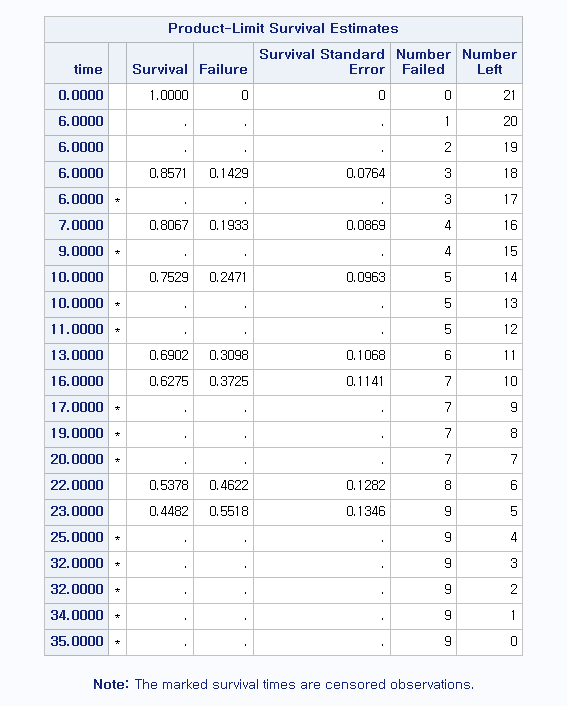 Product-Limit Survival Estimates
time Survival Failure Survival Standard Error Number Failed Number Left
0.0000 1.0000 0 0 0 21
6.0000 . . . 1 20
6.0000 . . . 2 19
6.0000 0.8571 0.1429 0.0764 3 18
6.0000 * . . . 3 17
7.0000 0.8067 0.1933 0.0869 4 16
9.0000 * . . . 4 15
10.0000 0.7529 0.2471 0.0963 5 14
10.0000 * . . . 5 13
11.0000 * . . . 5 12
13.0000 0.6902 0.3098 0.1068 6 11
16.0000 0.6275 0.3725 0.1141 7 10
17.0000 * . . . 7 9
19.0000 * . . . 7 8
20.0000 * . . . 7 7
22.0000 0.5378 0.4622 0.1282 8 6
23.0000 0.4482 0.5518 0.1346 9 5
25.0000 * . . . 9 4
32.0000 * . . . 9 3
32.0000 * . . . 9 2
34.0000 * . . . 9 1
35.0000 * . . . 9 0
Note: The marked survival times are censored observations.